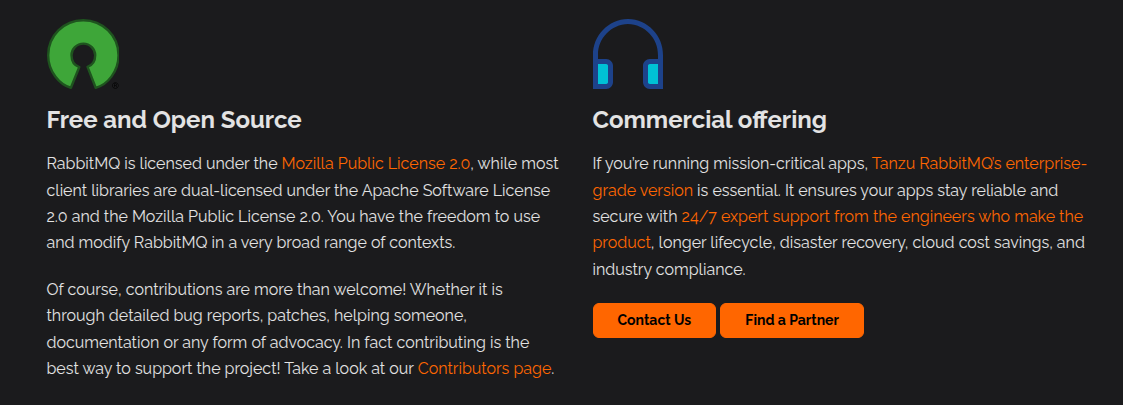 Free and Open Source
RabbitMQ is licensed under the Mozilla Public License 2.0, while most
client libraries are dual-licensed under the Apache Software License
2.0 and the Mozilla Public License 2.0. You have the freedom to use
and modify RabbitMQ in a very broad range of contexts.
Of course, contributions are more than welcome! Whether it is
through detailed bug reports, patches, helping someone,
documentation or any form of advocacy. In fact contributing is the
best way to support the project! Take a look at our Contributors page.
Commercial offering
If you’re running mission-critical apps, Tanzu RabbitMQ’s enterprise-
grade version is essential. It ensures your apps stay reliable and
secure with 24/7 expert support from the engineers who make the
product, longer lifecycle, disaster recovery, cloud cost savings, and
industry compliance.
Contact Us
Find a Partner